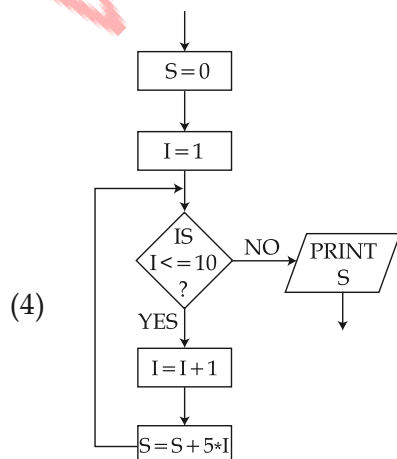 S=0
I=1
IS
I<=10
?
NO
PRINT
S
(4)
YES
I=I+1
S=S+5*I